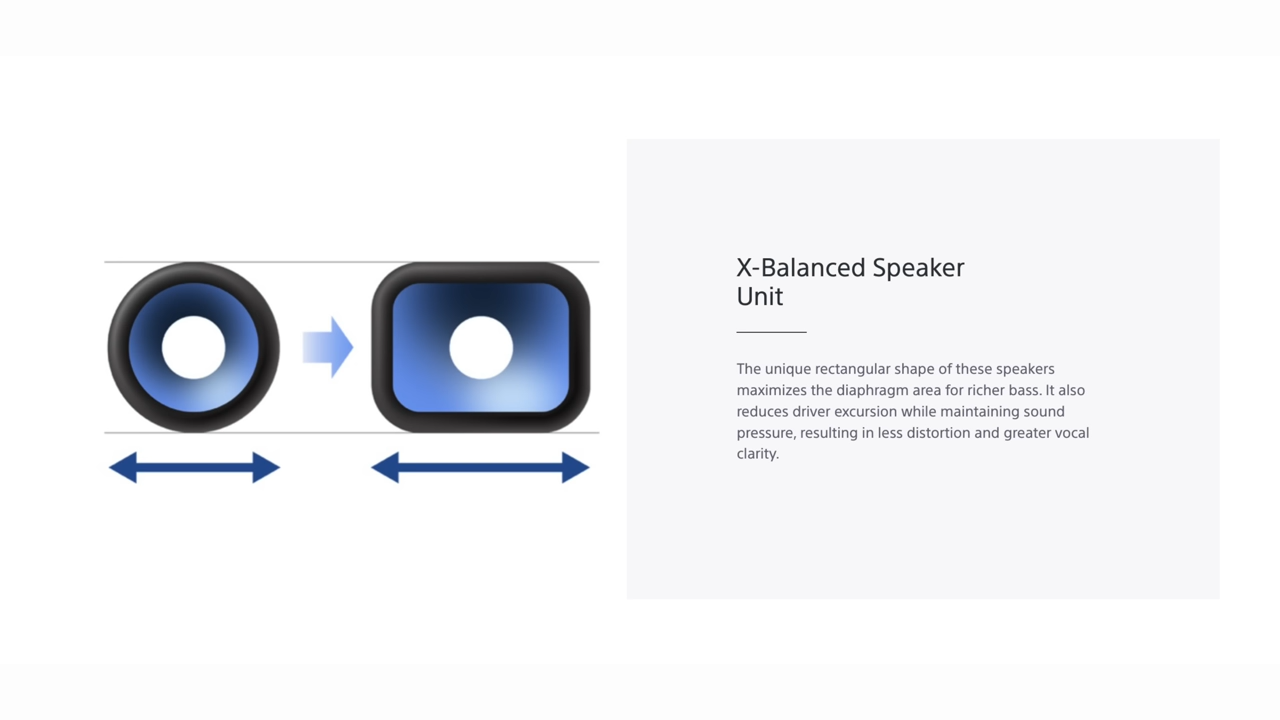 X-Balanced Speaker
Unit
The unique rectangular shape of these speakers
maximizes the diaphragm area for richer bass. It also
reduces driver excursion while maintaining sound
pressure, resulting in less distortion and greater vocal
clarity.